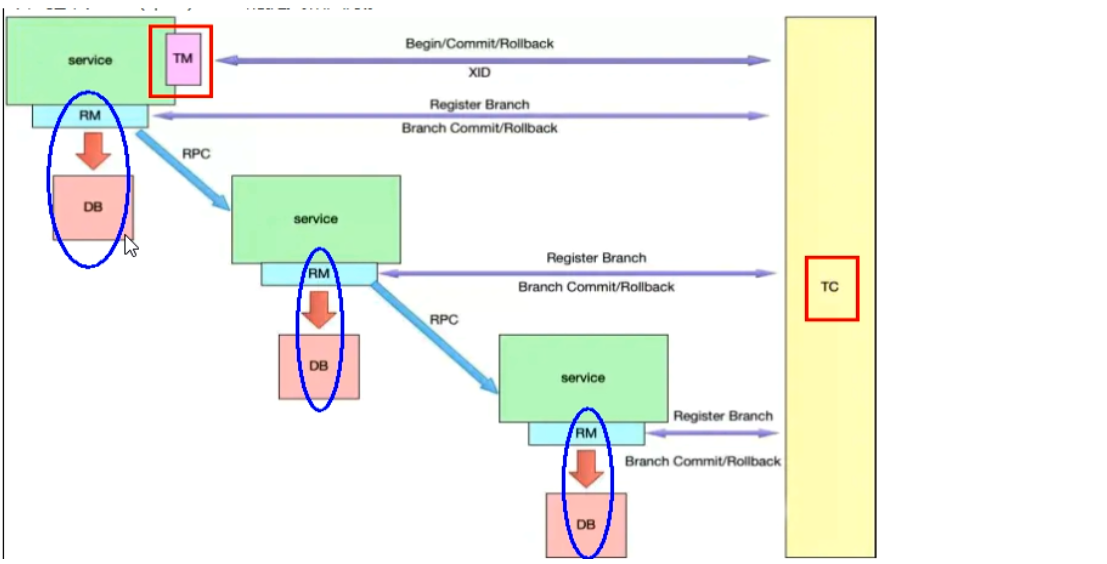 Begin/Commit/Rollback
service
TM
XID
Register Branch
RM
Branch Commit/Rollback
RPC
DB
service
Register Branch
RM
Branch Commit/Rollback
TC
RPC
DB
service
Register Branch
RM
Branch Commit/Rollback
DB